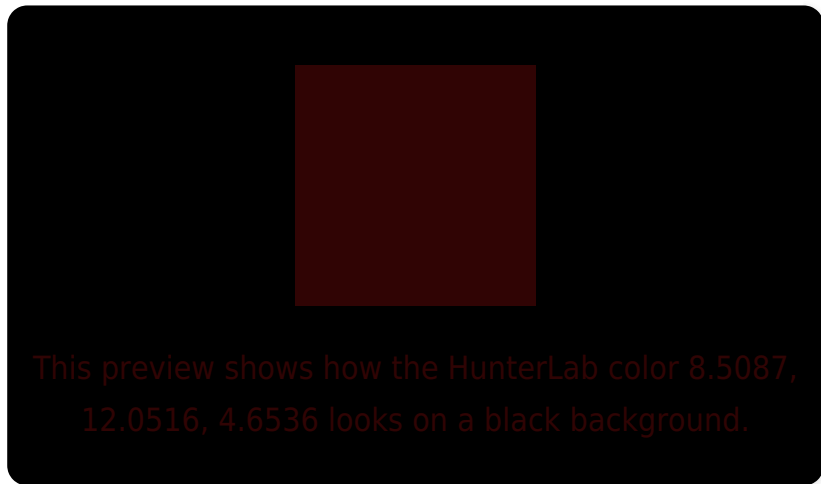 This preview shows how the HunterLab color 8.5087,
12.0516, 4.6536 looks on a black background.